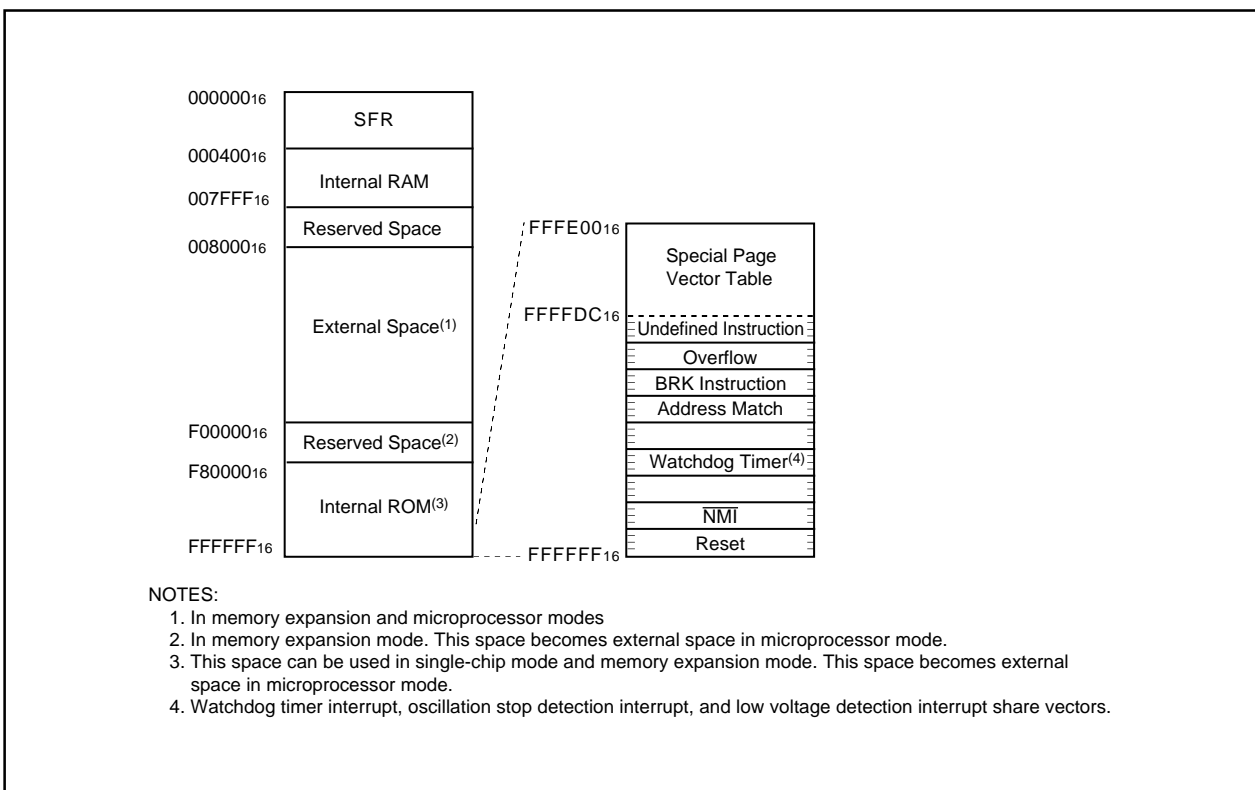 000000₁₆
SFR
000400₁₆
Internal RAM
007FFF₁₆
Reserved Space
008000₁₆
External Space(1)
F00000₁₆
Reserved Space(2)
F80000₁₆
Internal ROM(3)
FFFFFF₁₆
FFFE00₁₆
Special Page
Vector Table
FFFFDC₁₆
Undefined Instruction
Overflow
BRK Instruction
Address Match
Watchdog Timer(4)
N̅M̅I̅
Reset
FFFFFF₁₆
NOTES:
1. In memory expansion and microprocessor modes
2. In memory expansion mode. This space becomes external space in microprocessor mode.
3. This space can be used in single-chip mode and memory expansion mode. This space becomes external
space in microprocessor mode.
4. Watchdog timer interrupt, oscillation stop detection interrupt, and low voltage detection interrupt share vectors.